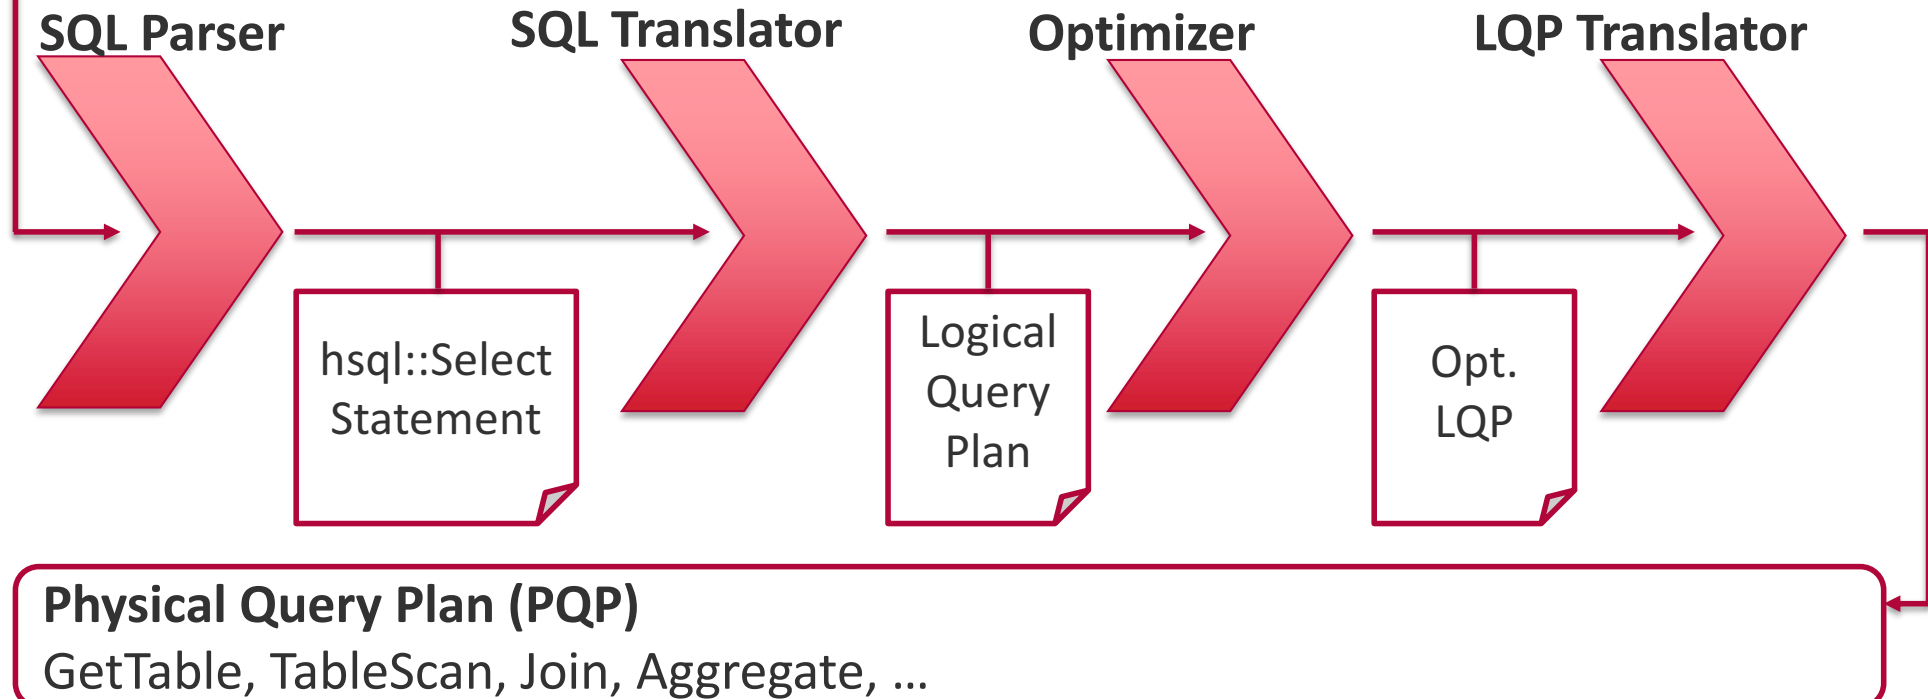 SQL Parser
SQL Translator
Optimizer
LQP Translator
hsql::Select
Statement
Logical
Query
Plan
Opt.
LQP
Physical Query Plan (PQP)
GetTable, TableScan, Join, Aggregate, ...